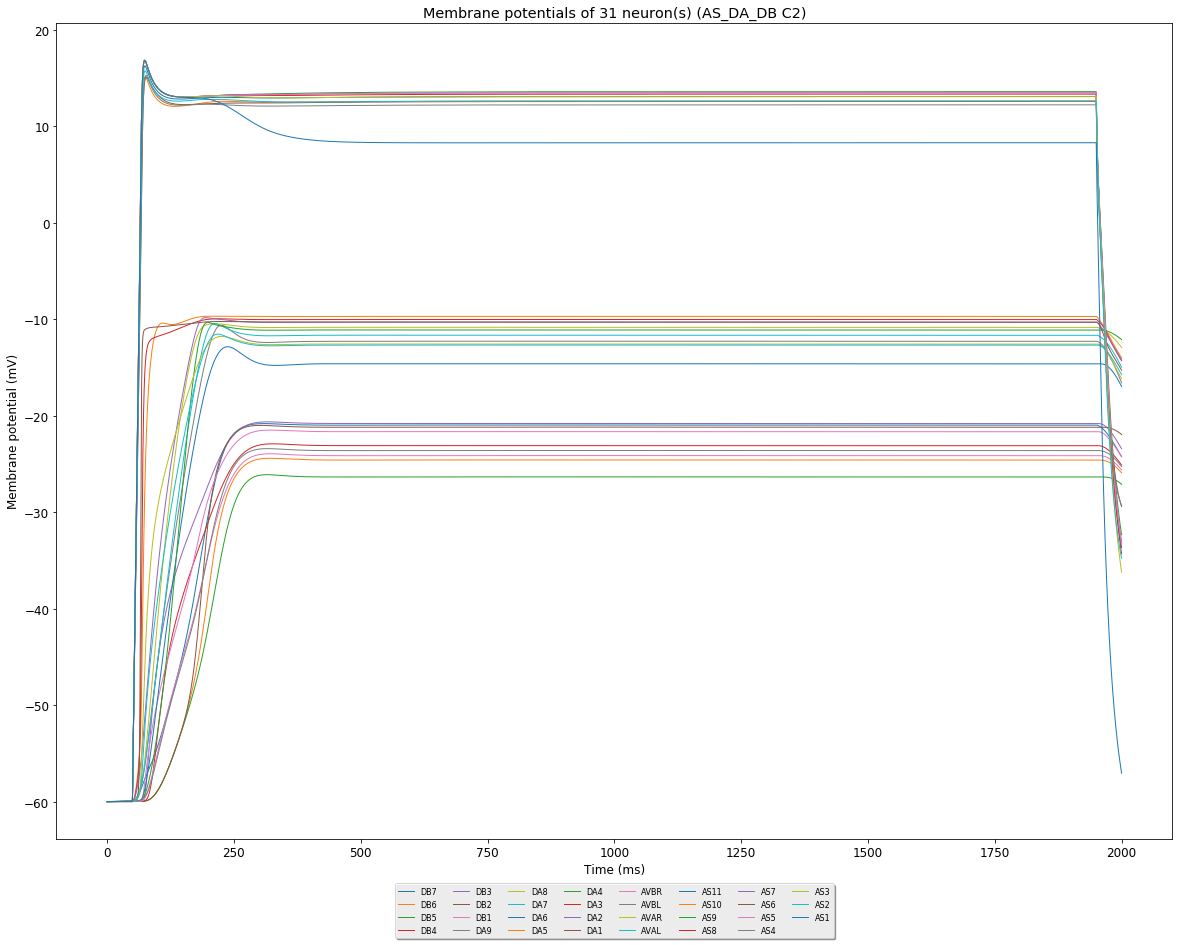 Membrane potentials of 31 neuron(s) (AS_DA_DB C2)
20
10
0
−10
−20
−30
−40
−50
−60
Membrane potential (mV)
0 250 500 750 1000 1250 1500 1750 2000
Time (ms)
DB7 DB3 DA8 DA4 AVBR AS11 AS7 AS3
DB6 DB2 DA7 DA3 AVBL AS10 AS6 AS2
DB5 DB1 DA6 DA2 AVAR AS9 AS5 AS1
DB4 DA9 DA5 DA1 AVAL AS8 AS4